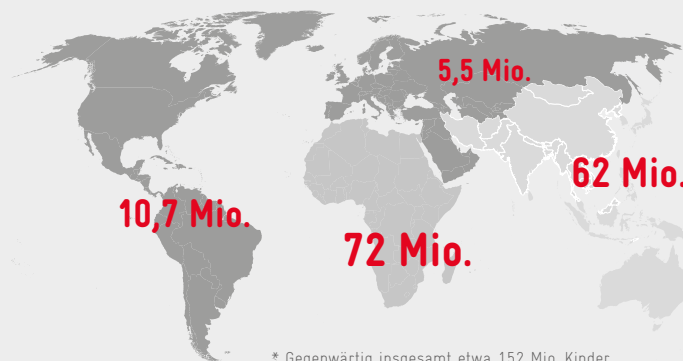 5,5 Mio.
62 Mio.
10,7 Mio.
72 Mio.
* Gegenwärtig insgesamt etwa 152 Mio. Kinder